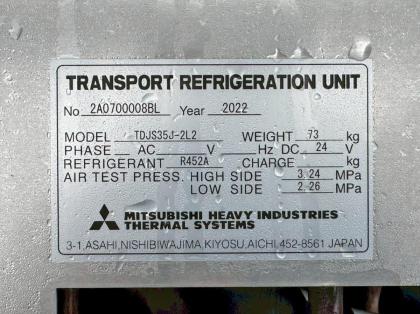 TRANSPORT REFRIGERATION UNIT
No 2A0700008BL Year 2022
MODEL TDJS35J-2L2 WEIGHT 73 kg
PHASE AC V Hz DC 24 V
REFRIGERANT R452A CHARGE kg
AIR TEST PRESS. HIGH SIDE 3.24 MPa
LOW SIDE 2.26 MPa
MITSUBISHI HEAVY INDUSTRIES
THERMAL SYSTEMS
3-1,ASAHI,NISHIBIWAJIMA,KIYOSU,AICHI,452-8561 JAPAN